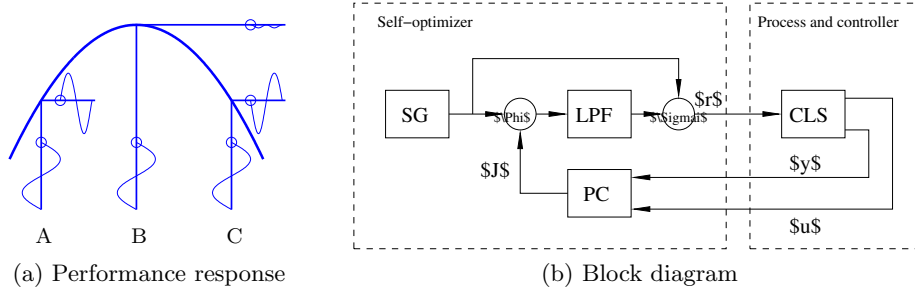 A
B
C
(a) Performance response
Self-optimizer
Process and controller
SG
$\Phi$
LPF
$\Sigma$
$r$
CLS
$J$
PC
$y$
$u$
(b) Block diagram